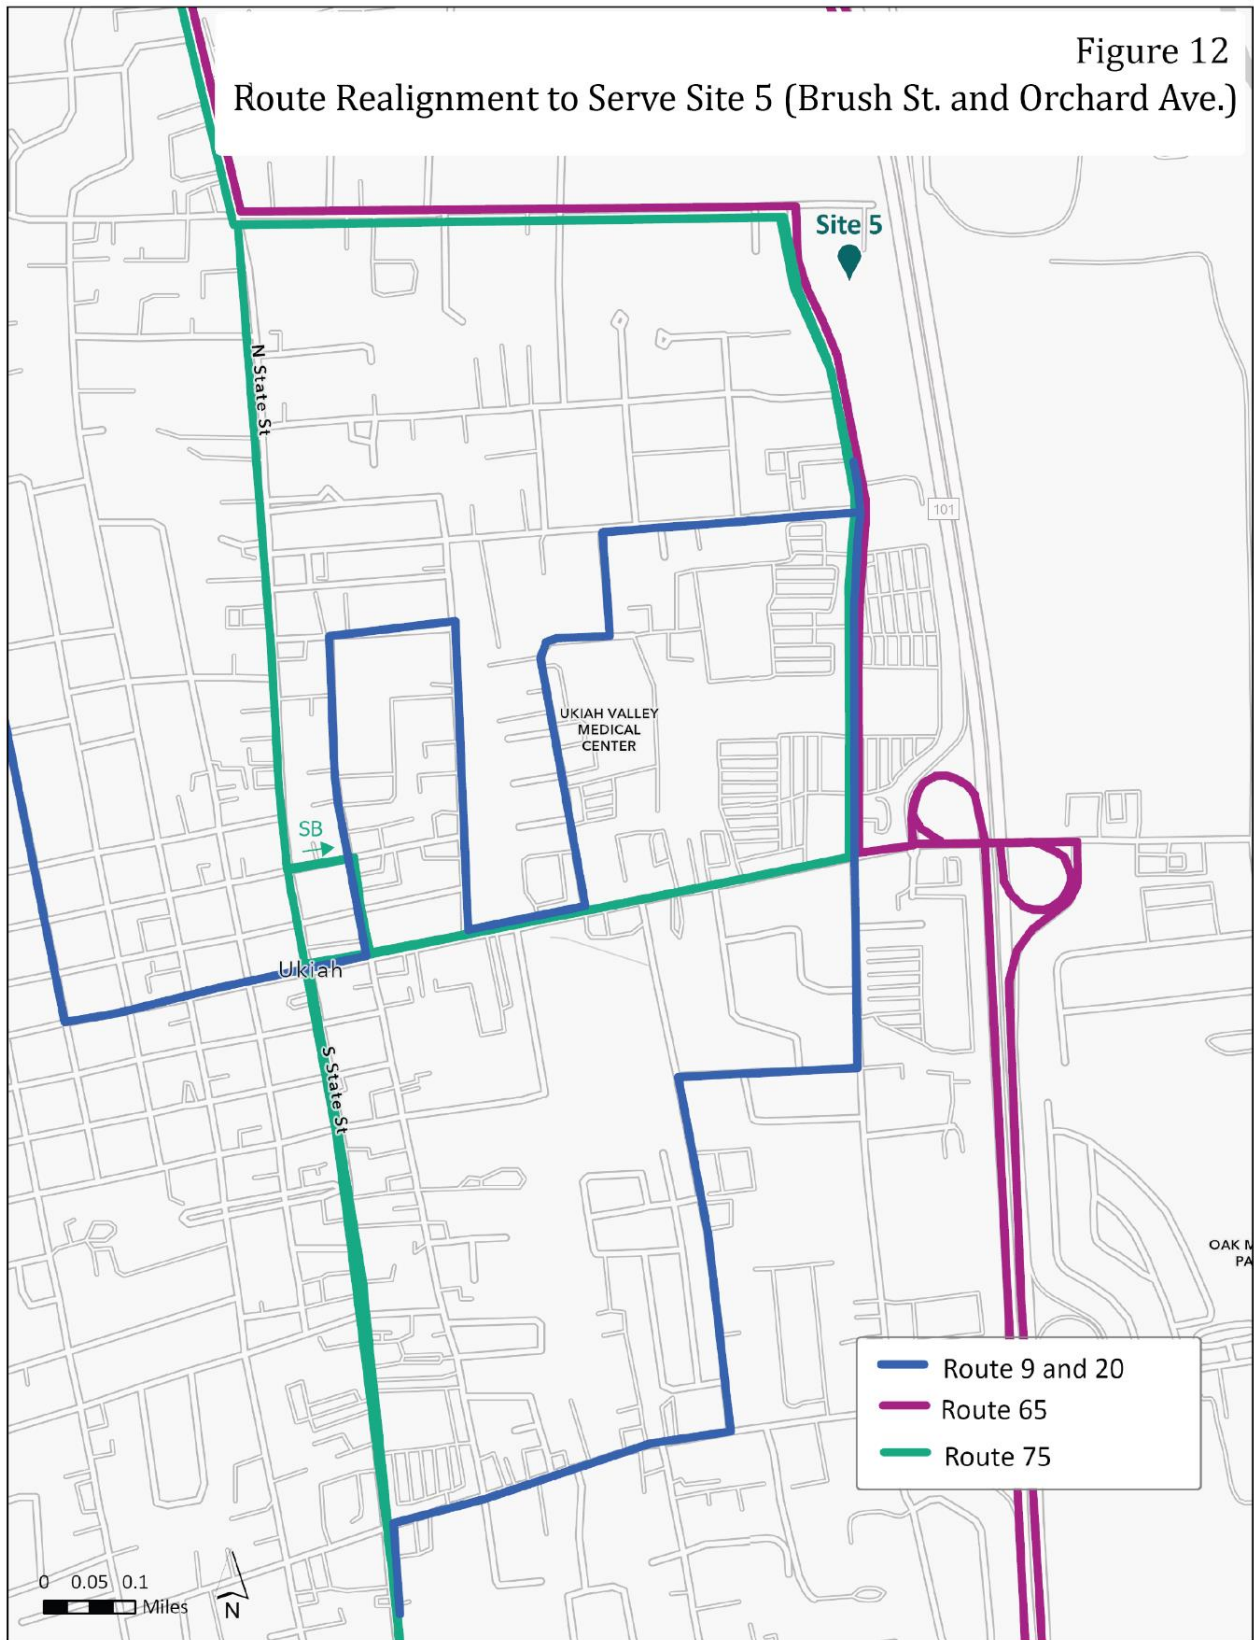 Figure 12
Route Realignment to Serve Site 5 (Brush St. and Orchard Ave.)
Site 5
N State St
101
UKIAH VALLEY
MEDICAL
CENTER
SB
Ukiah
S State St
OAK M
PA
Route 9 and 20
Route 65
Route 75
0 0.05 0.1
Miles
N